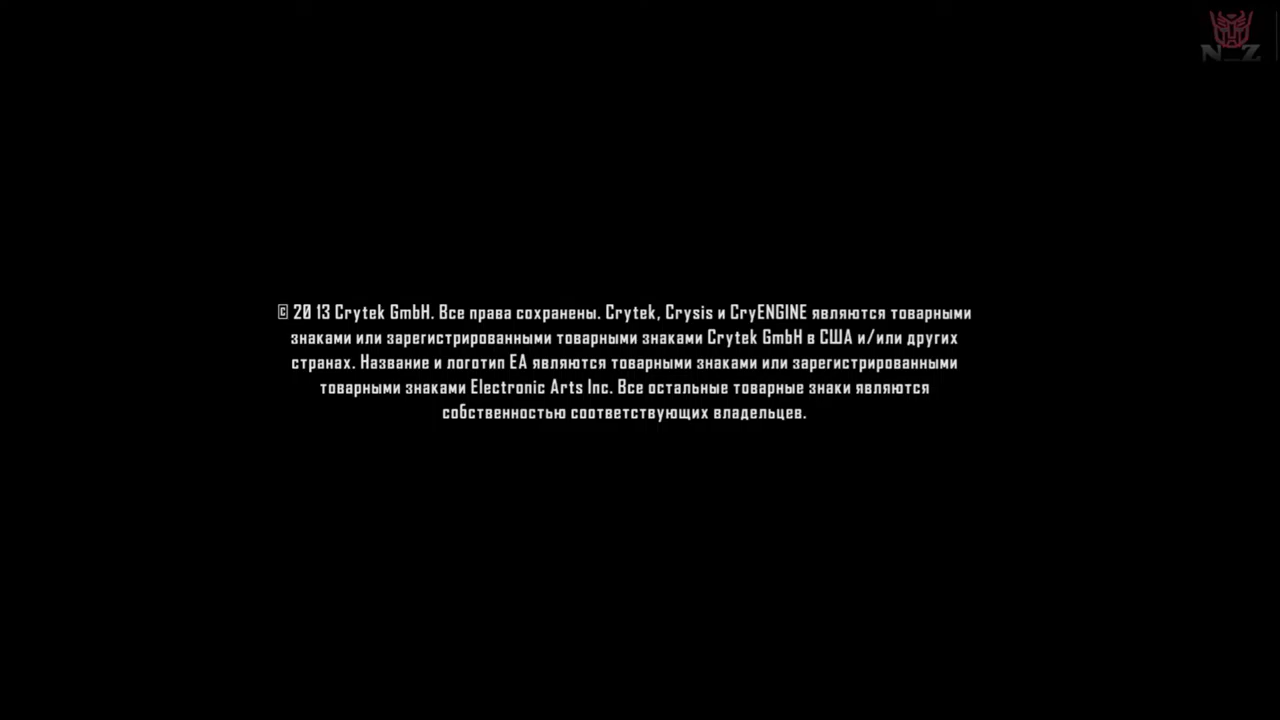 N_Z
© 2013 Crytek GmbH. Все права сохранены. Crytek, Crysis и CryENGINE являются товарными
знаками или зарегистрированными товарными знаками Crytek GmbH в США и/или других
странах. Название и логотип EA являются товарными знаками или зарегистрированными
товарными знаками Electronic Arts Inc. Все остальные товарные знаки являются
собственностью соответствующих владельцев.